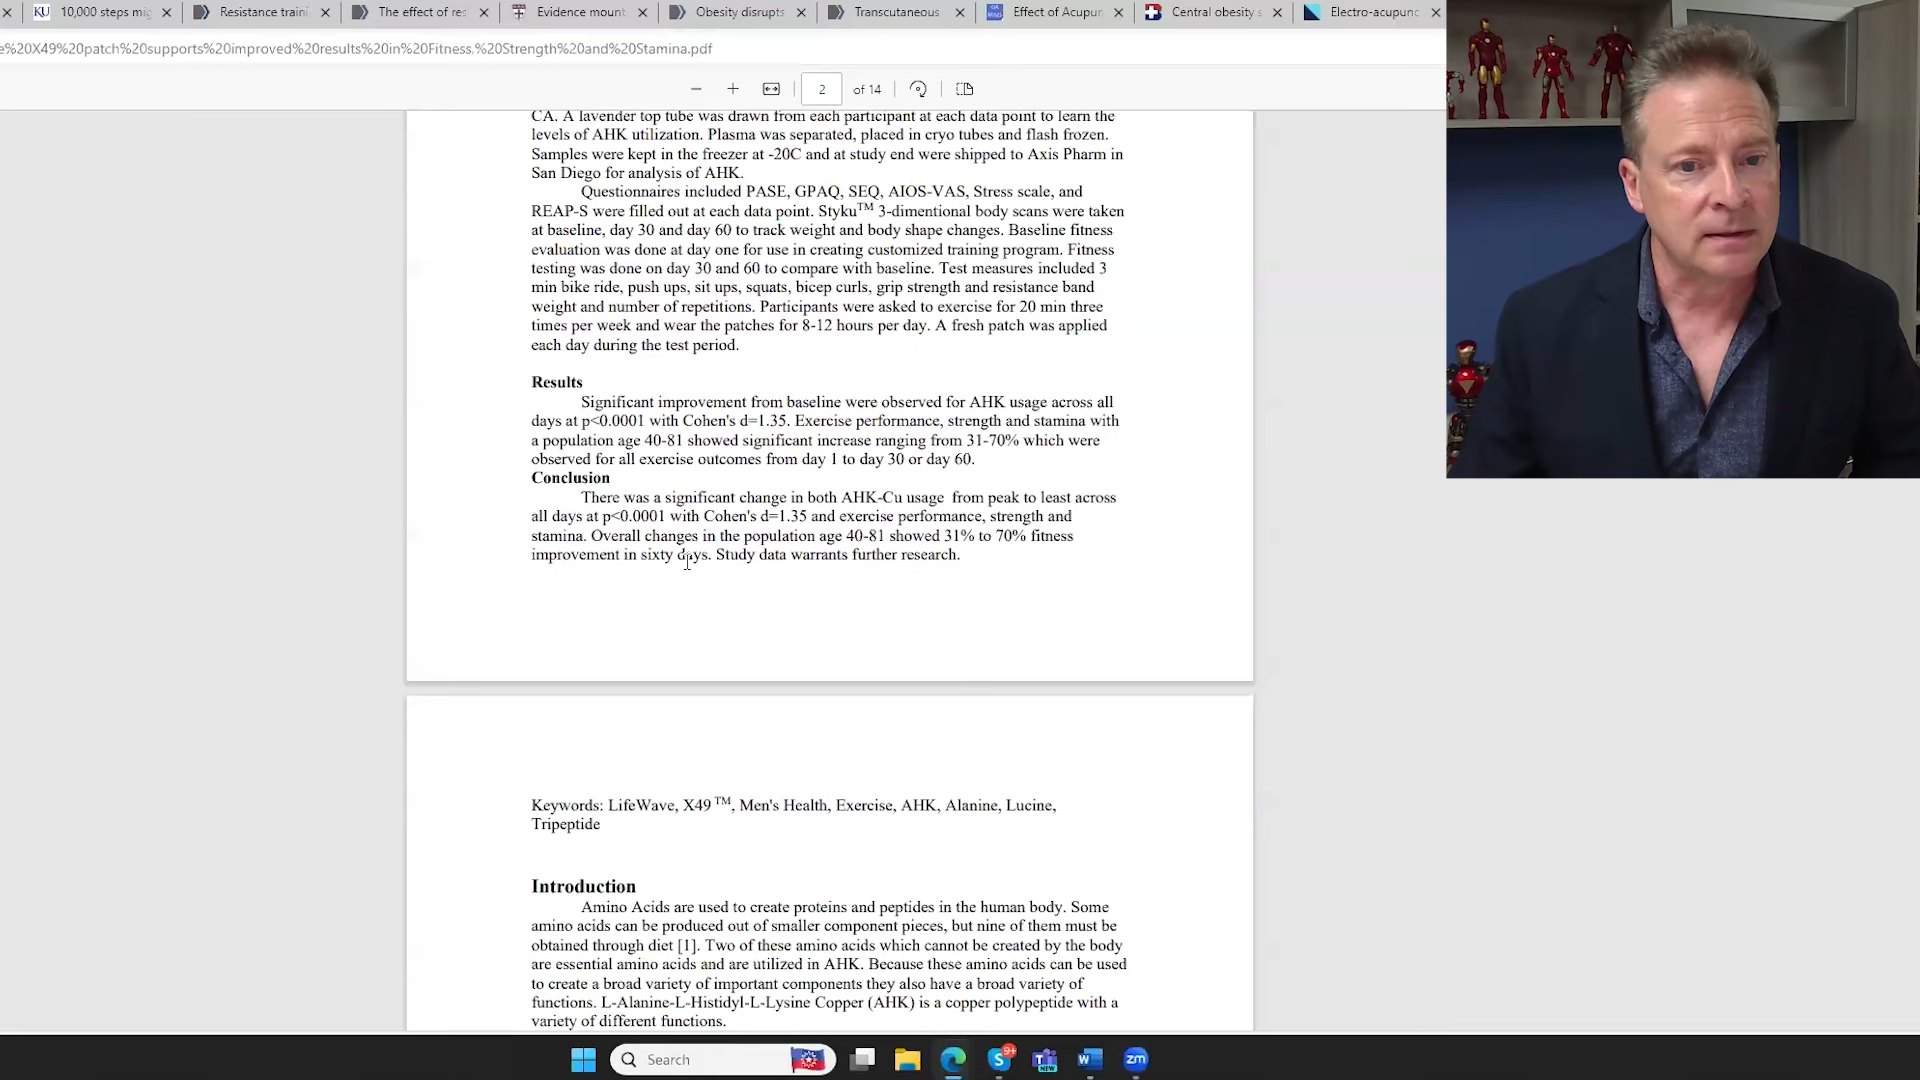 KU 10,000 steps mig
Resistance traini
The effect of res
Evidence mount
Obesity disrupts
Transcutaneous
Effect of Acupun
Central obesity s
Electro-acupunc
e%20X49%20patch%20supports%20improved%20results%20in%20Fitness,%20Strength%20and%20Stamina.pdf
2 of 14
CA. A lavender top tube was drawn from each participant at each data point to learn the
levels of AHK utilization. Plasma was separated, placed in cryo tubes and flash frozen.
Samples were kept in the freezer at -20C and at study end were shipped to Axis Pharm in
San Diego for analysis of AHK.
Questionnaires included PASE, GPAQ, SEQ, AIOS-VAS, Stress scale, and
REAP-S were filled out at each data point. Styku™ 3-dimentional body scans were taken
at baseline, day 30 and day 60 to track weight and body shape changes. Baseline fitness
evaluation was done at day one for use in creating customized training program. Fitness
testing was done on day 30 and 60 to compare with baseline. Test measures included 3
min bike ride, push ups, sit ups, squats, bicep curls, grip strength and resistance band
weight and number of repetitions. Participants were asked to exercise for 20 min three
times per week and wear the patches for 8-12 hours per day. A fresh patch was applied
each day during the test period.
Results
Significant improvement from baseline were observed for AHK usage across all
days at p<0.0001 with Cohen's d=1.35. Exercise performance, strength and stamina with
a population age 40-81 showed significant increase ranging from 31-70% which were
observed for all exercise outcomes from day 1 to day 30 or day 60.
Conclusion
There was a significant change in both AHK-Cu usage from peak to least across
all days at p<0.0001 with Cohen's d=1.35 and exercise performance, strength and
stamina. Overall changes in the population age 40-81 showed 31% to 70% fitness
improvement in sixty days. Study data warrants further research.
Keywords: LifeWave, X49 ™, Men's Health, Exercise, AHK, Alanine, Lucine,
Tripeptide
Introduction
Amino Acids are used to create proteins and peptides in the human body. Some
amino acids can be produced out of smaller component pieces, but nine of them must be
obtained through diet [1]. Two of these amino acids which cannot be created by the body
are essential amino acids and are utilized in AHK. Because these amino acids can be used
to create a broad variety of important components they also have a broad variety of
functions. L-Alanine-L-Histidyl-L-Lysine Copper (AHK) is a copper polypeptide with a
variety of different functions.
Search
S 9+
T NEW
W
zm